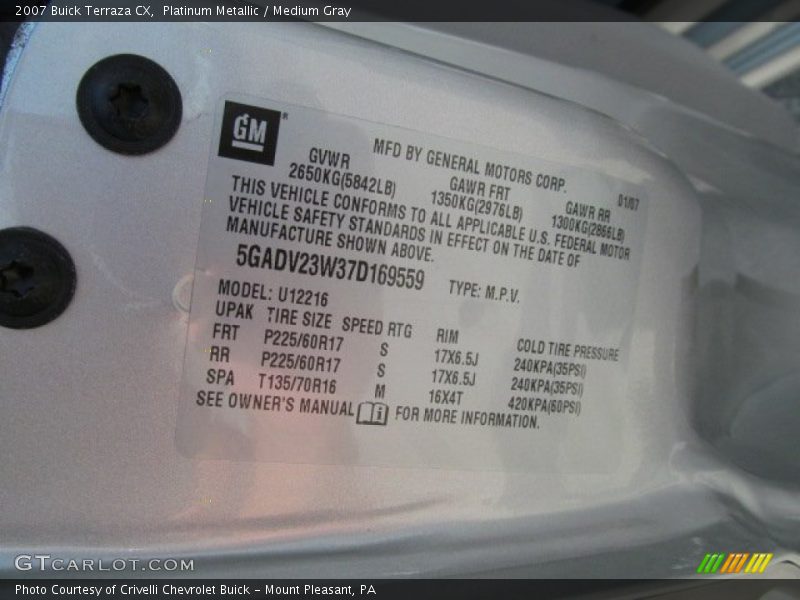 2007 Buick Terraza CX, Platinum Metallic / Medium Gray
GM®
MFD BY GENERAL MOTORS CORP.
01/07
GVWR GAWR FRT GAWR RR
2650KG(5842LB) 1350KG(2976LB) 1300KG(2866LB)
THIS VEHICLE CONFORMS TO ALL APPLICABLE U.S. FEDERAL MOTOR
VEHICLE SAFETY STANDARDS IN EFFECT ON THE DATE OF
MANUFACTURE SHOWN ABOVE.
5GADV23W37D169559 TYPE: M.P.V.
MODEL: U12216
UPAK TIRE SIZE SPEED RTG RIM COLD TIRE PRESSURE
FRT P225/60R17 S 17X6.5J 240KPA(35PSI)
RR P225/60R17 S 17X6.5J 240KPA(35PSI)
SPA T135/70R16 M 16X4T 420KPA(60PSI)
SEE OWNER'S MANUAL i FOR MORE INFORMATION.
GTCARLOT.COM
Photo Courtesy of Crivelli Chevrolet Buick - Mount Pleasant, PA